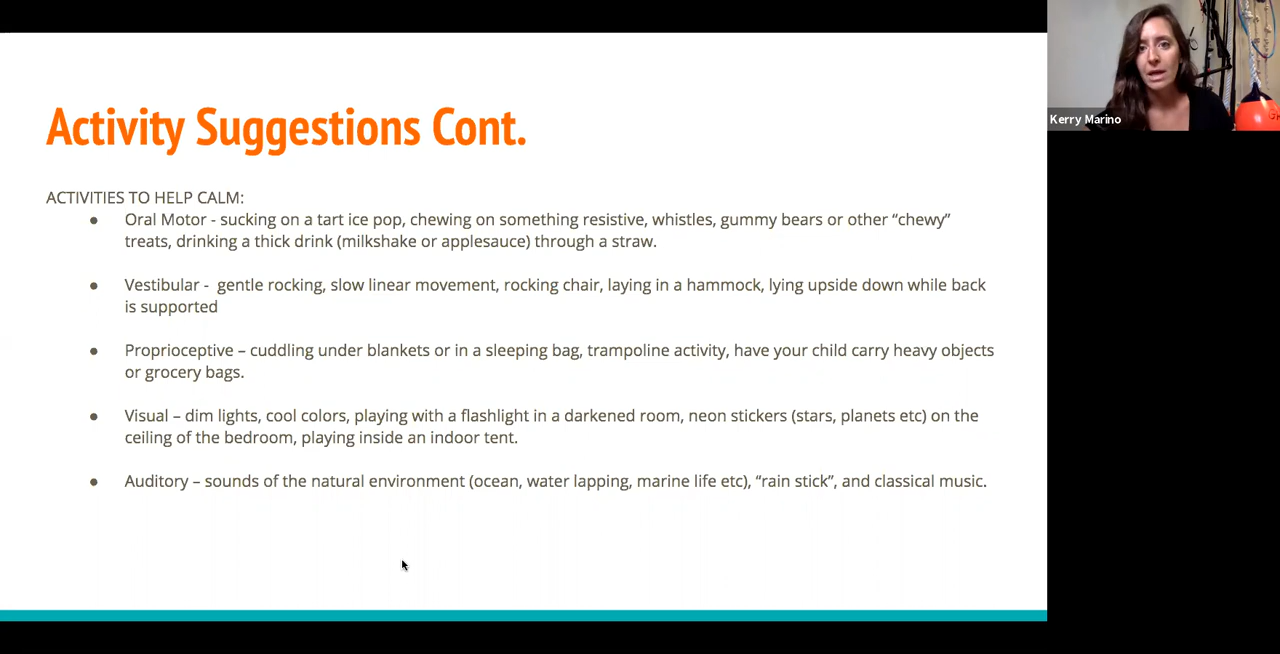 Activity Suggestions Cont.
ACTIVITIES TO HELP CALM:
● Oral Motor - sucking on a tart ice pop, chewing on something resistive, whistles, gummy bears or other “chewy”
treats, drinking a thick drink (milkshake or applesauce) through a straw.
● Vestibular -  gentle rocking, slow linear movement, rocking chair, laying in a hammock, lying upside down while back
is supported
● Proprioceptive – cuddling under blankets or in a sleeping bag, trampoline activity, have your child carry heavy objects
or grocery bags.
● Visual – dim lights, cool colors, playing with a flashlight in a darkened room, neon stickers (stars, planets etc) on the
ceiling of the bedroom, playing inside an indoor tent.
● Auditory – sounds of the natural environment (ocean, water lapping, marine life etc), “rain stick”, and classical music.
Kerry Marino